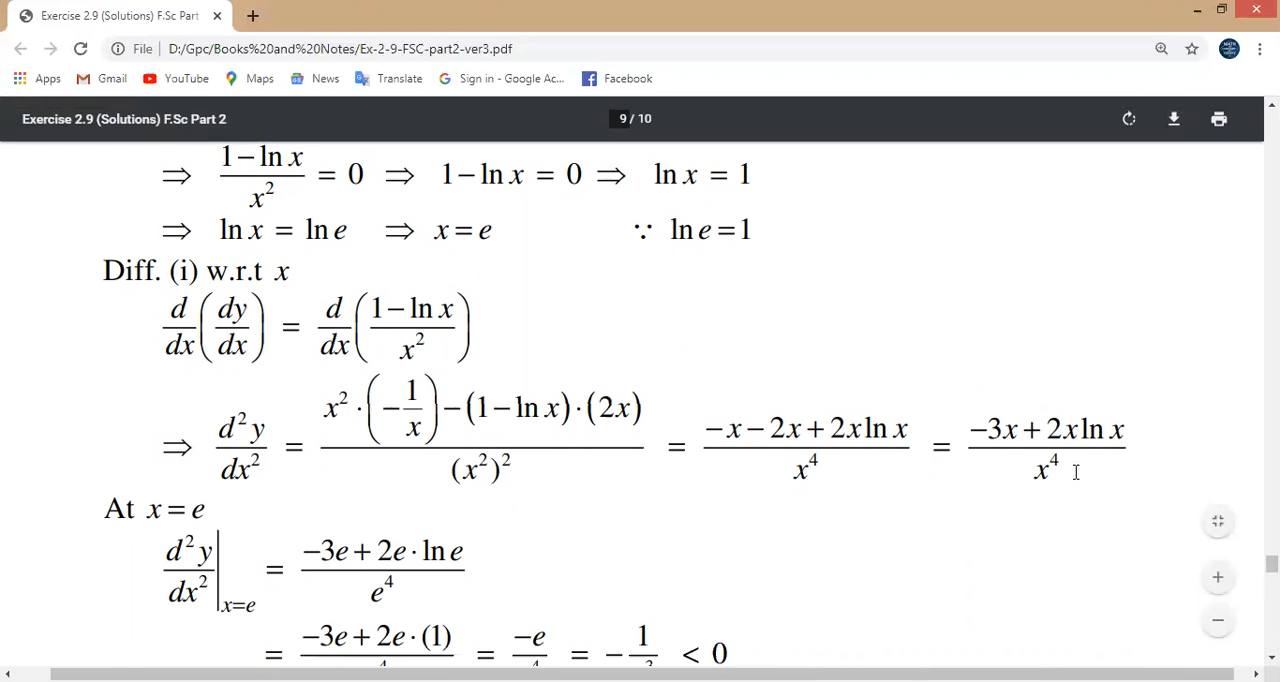 Exercise 2.9 (Solutions) F.Sc Part
File D:/Gpc/Books%20and%20Notes/Ex-2-9-FSC-part2-ver3.pdf
Apps Gmail YouTube Maps News Translate Sign in - Google Ac... Facebook
Exercise 2.9 (Solutions) F.Sc Part 2 9 / 10
⇒ (1 − ln x)/x² = 0 ⇒ 1 − ln x = 0 ⇒ ln x = 1
⇒ ln x = ln e ⇒ x = e ∵ ln e = 1
Diff. (i) w.r.t x
d/dx (dy/dx) = d/dx ((1 − ln x)/x²)
⇒ d²y/dx² = (x² · (−1/x) − (1 − ln x) · (2x))/(x²)² = (−x − 2x + 2x ln x)/x⁴ = (−3x + 2x ln x)/x⁴
At x = e
d²y/dx² |x=e = (−3e + 2e · ln e)/e⁴
= (−3e + 2e · (1))/4 = −e/4 = −1/3 < 0